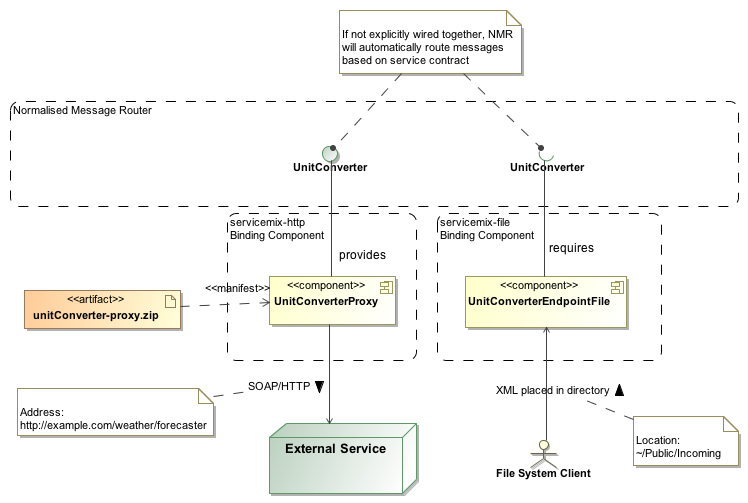 If not explicitly wired together, NMR
will automatically route messages
based on service contract
Normalised Message Router
UnitConverter
UnitConverter
servicemix-http
Binding Component
servicemix-file
Binding Component
provides
requires
<<artifact>>
unitConverter-proxy.zip
<<manifest>>
<<component>>
UnitConverterProxy
<<component>>
UnitConverterEndpointFile
SOAP/HTTP
XML placed in directory
Address:
http://example.com/weather/forecaster
External Service
Location:
~/Public/Incoming
File System Client